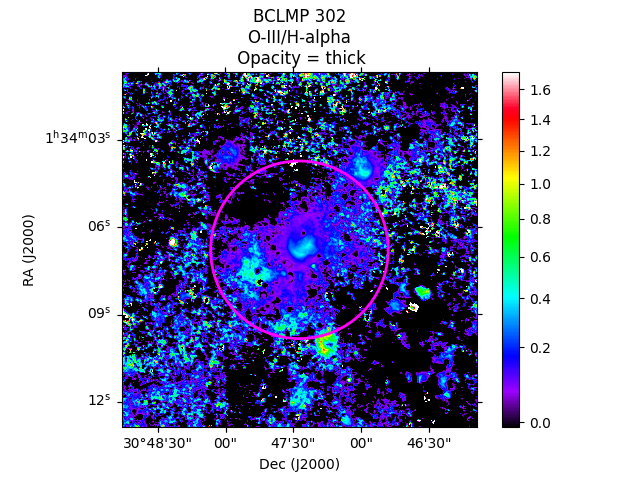 BCLMP 302
O-III/H-alpha
Opacity = thick
RA (J2000)
1ʰ34ᵐ03ˢ
06ˢ
09ˢ
12ˢ
30°48'30" 00" 47'30" 00" 46'30"
Dec (J2000)
1.6
1.4
1.2
1.0
0.8
0.6
0.4
0.2
0.0